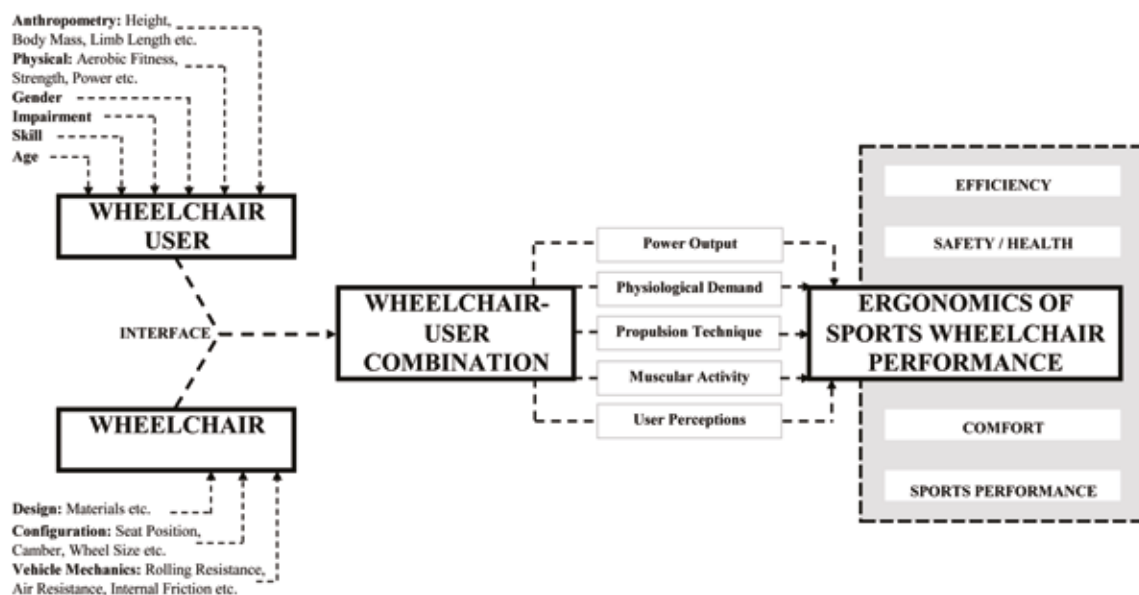 Anthropometry: Height,
Body Mass, Limb Length etc.
Physical: Aerobic Fitness,
Strength, Power etc.
Gender
Impairment
Skill
Age
WHEELCHAIR
USER
INTERFACE
WHEELCHAIR
Design: Materials etc.
Configuration: Seat Position,
Camber, Wheel Size etc.
Vehicle Mechanics: Rolling Resistance,
Air Resistance, Internal Friction etc.
WHEELCHAIR-
USER
COMBINATION
Power Output
Physiological Demand
Propulsion Technique
Muscular Activity
User Perceptions
EFFICIENCY
SAFETY / HEALTH
ERGONOMICS OF
SPORTS WHEELCHAIR
PERFORMANCE
COMFORT
SPORTS PERFORMANCE